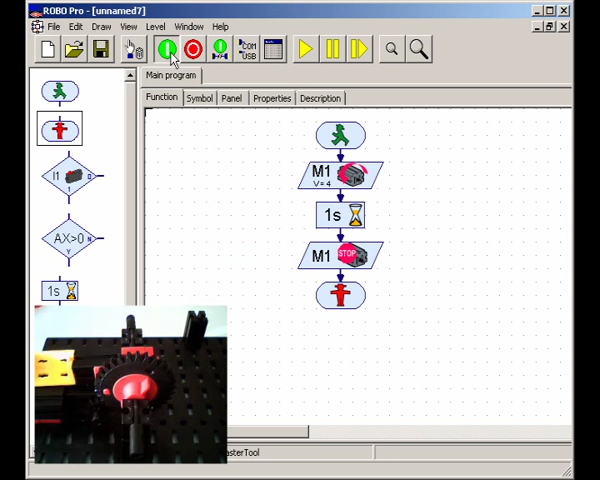 ROBO Pro - [unnamed7]
File Edit Draw View Level Window Help
COM
USB
Main program
Function Symbol Panel Properties Description
I1
1
AX>0 N
Y
1s
M1
V= 4
1s
M1 STOP
asterTool